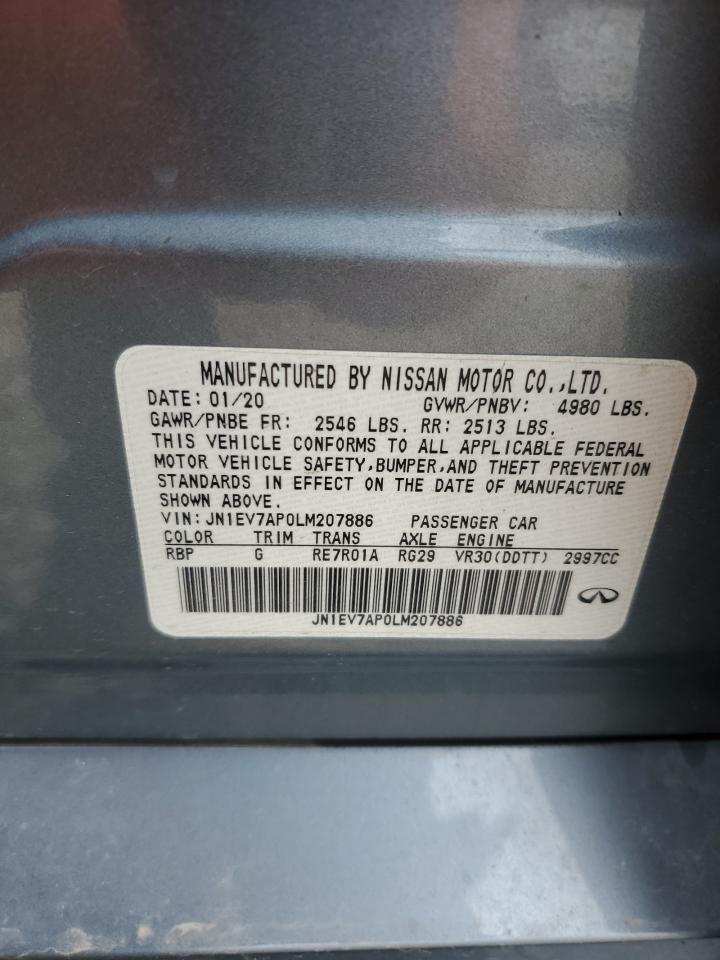 MANUFACTURED BY NISSAN MOTOR CO.,LTD.
DATE: 01/20 GVWR/PNBV: 4980 LBS.
GAWR/PNBE FR: 2546 LBS. RR: 2513 LBS.
THIS VEHICLE CONFORMS TO ALL APPLICABLE FEDERAL
MOTOR VEHICLE SAFETY,BUMPER,AND THEFT PREVENTION
STANDARDS IN EFFECT ON THE DATE OF MANUFACTURE
SHOWN ABOVE.
VIN: JN1EV7AP0LM207886 PASSENGER CAR
COLOR TRIM TRANS AXLE ENGINE
RBP G RE7R01A RG29 VR30(DDTT) 2997CC
JN1EV7AP0LM207886